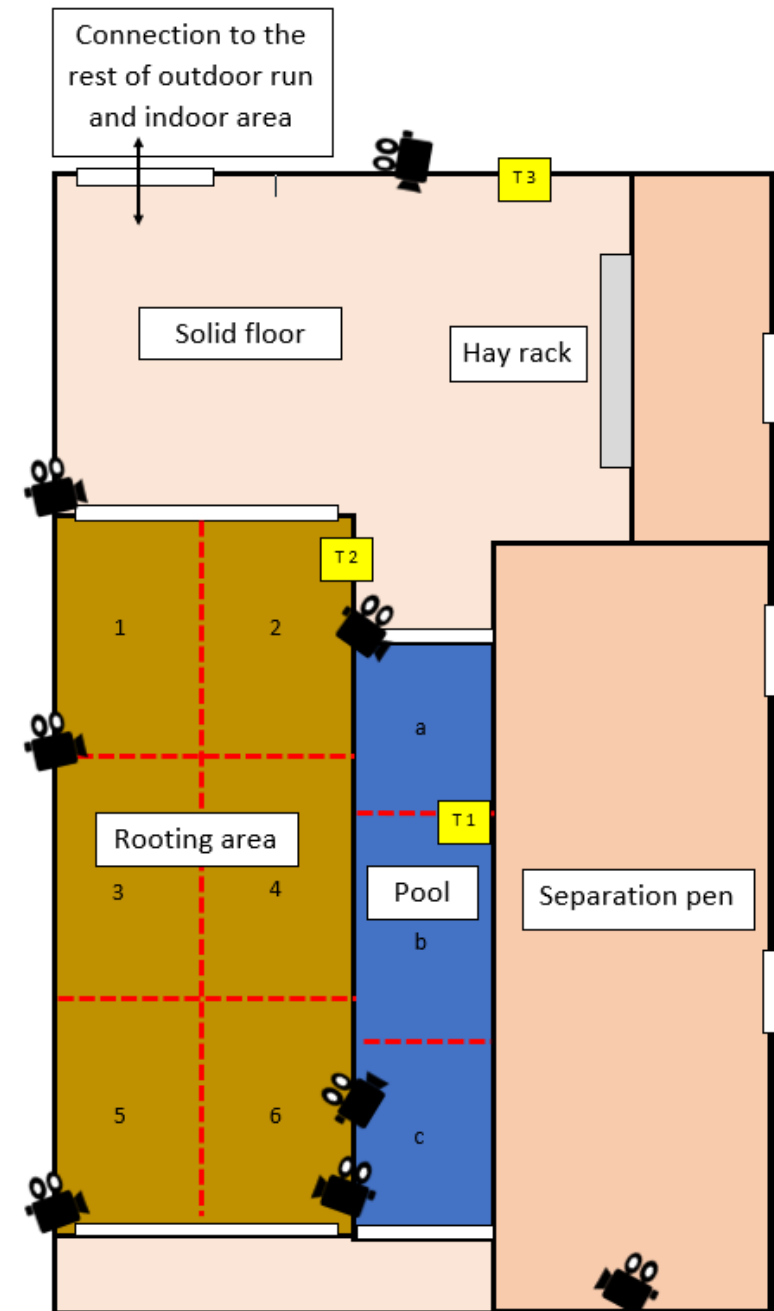 Connection to the
rest of outdoor run
and indoor area
T 3
Solid floor
Hay rack
T 2
1
2
a
T 1
Rooting area
3
4
Pool
Separation pen
b
5
6
c